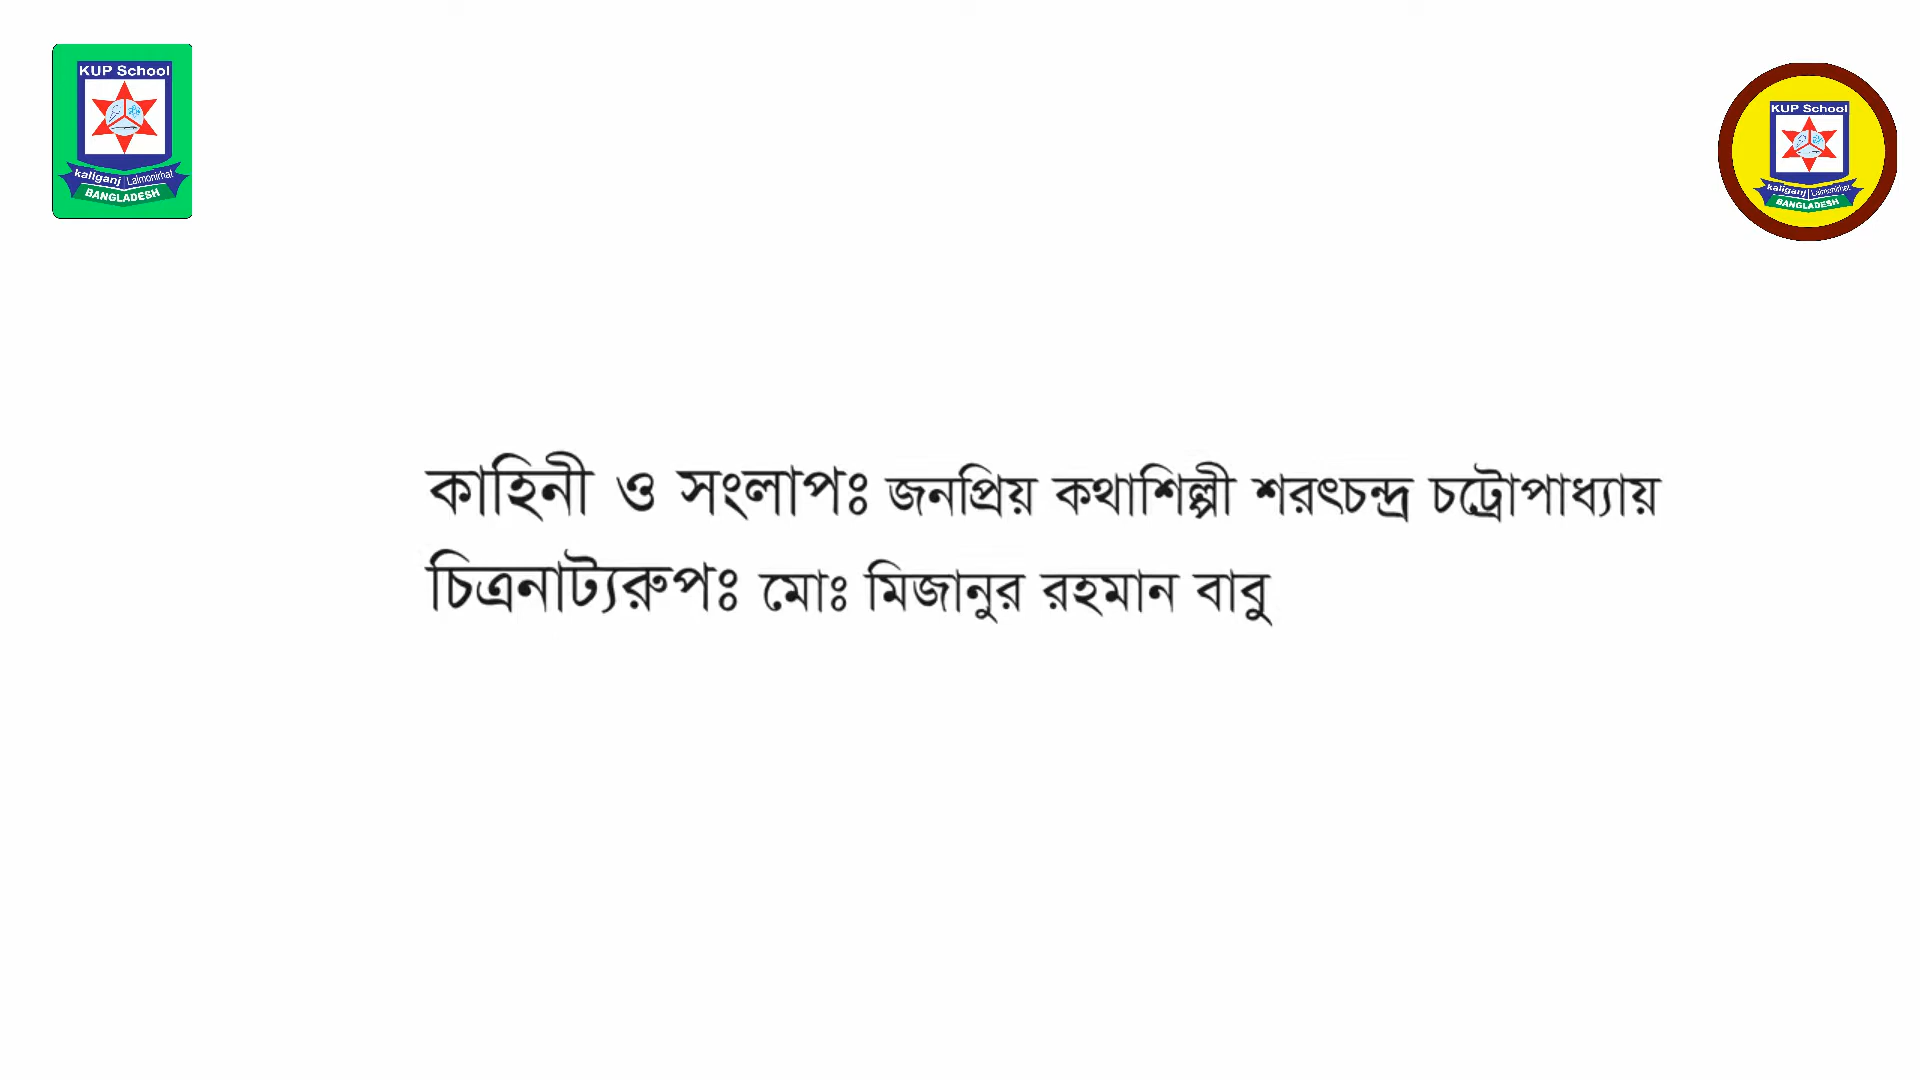 KUP School
kaliganj Lalmonirhat
BANGLADESH
KUP School
kaliganj Lalmonirhat
BANGLADESH
কাহিনী ও সংলাপঃ জনপ্রিয় কথাশিল্পী শরৎচন্দ্র চট্রোপাধ্যায়
চিত্রনাট্যরুপঃ মোঃ মিজানুর রহমান বাবু